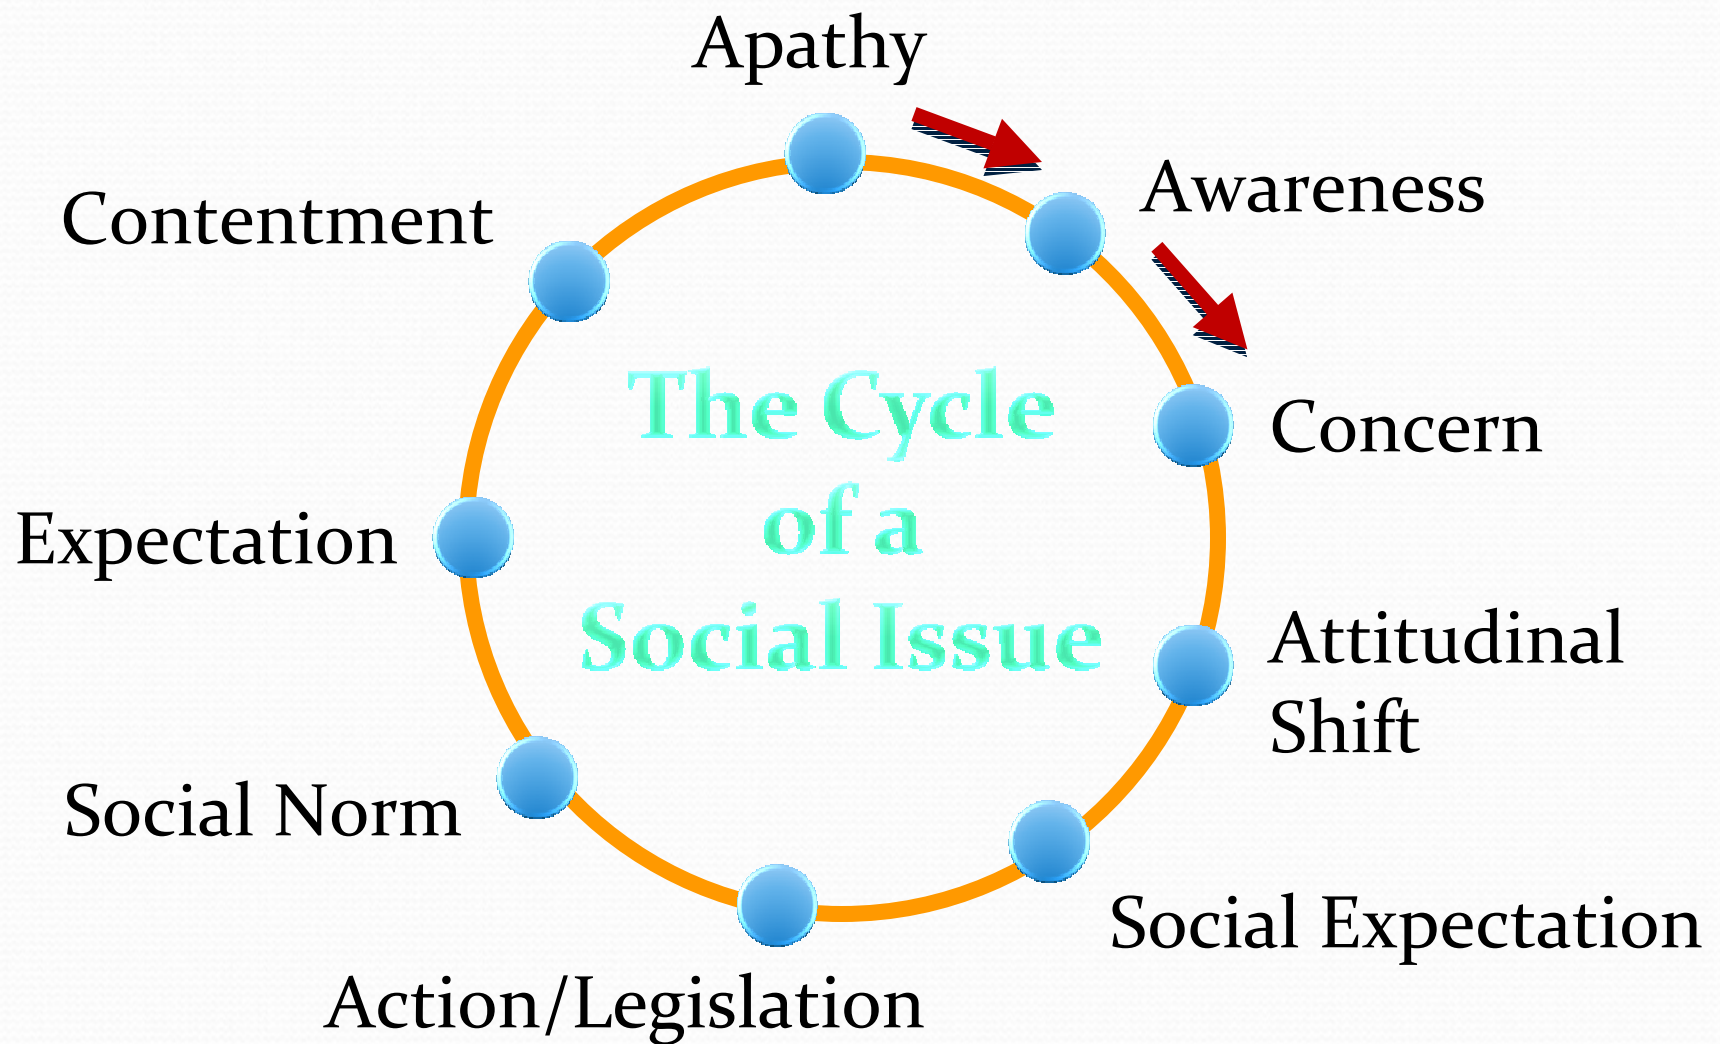 Apathy
Awareness
Contentment
The Cycle
of a
Social Issue
Concern
Expectation
Attitudinal
Shift
Social Norm
Social Expectation
Action/Legislation